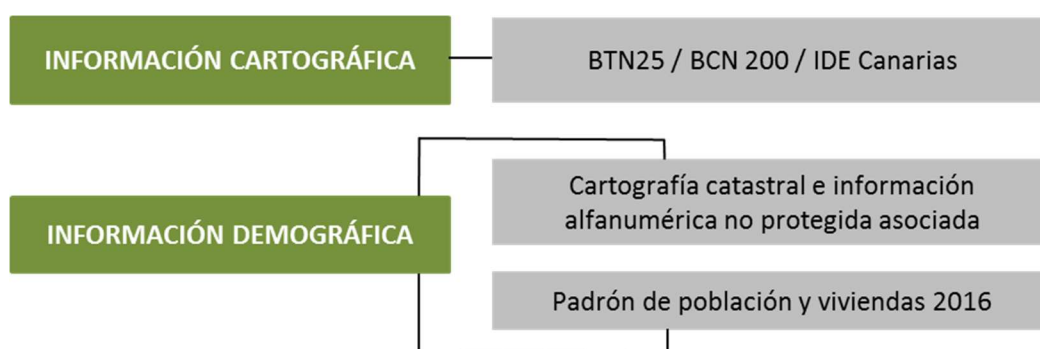 INFORMACIÓN CARTOGRÁFICA
BTN25 / BCN 200 / IDE Canarias
INFORMACIÓN DEMOGRÁFICA
Cartografía catastral e información
alfanumérica no protegida asociada
Padrón de población y viviendas 2016